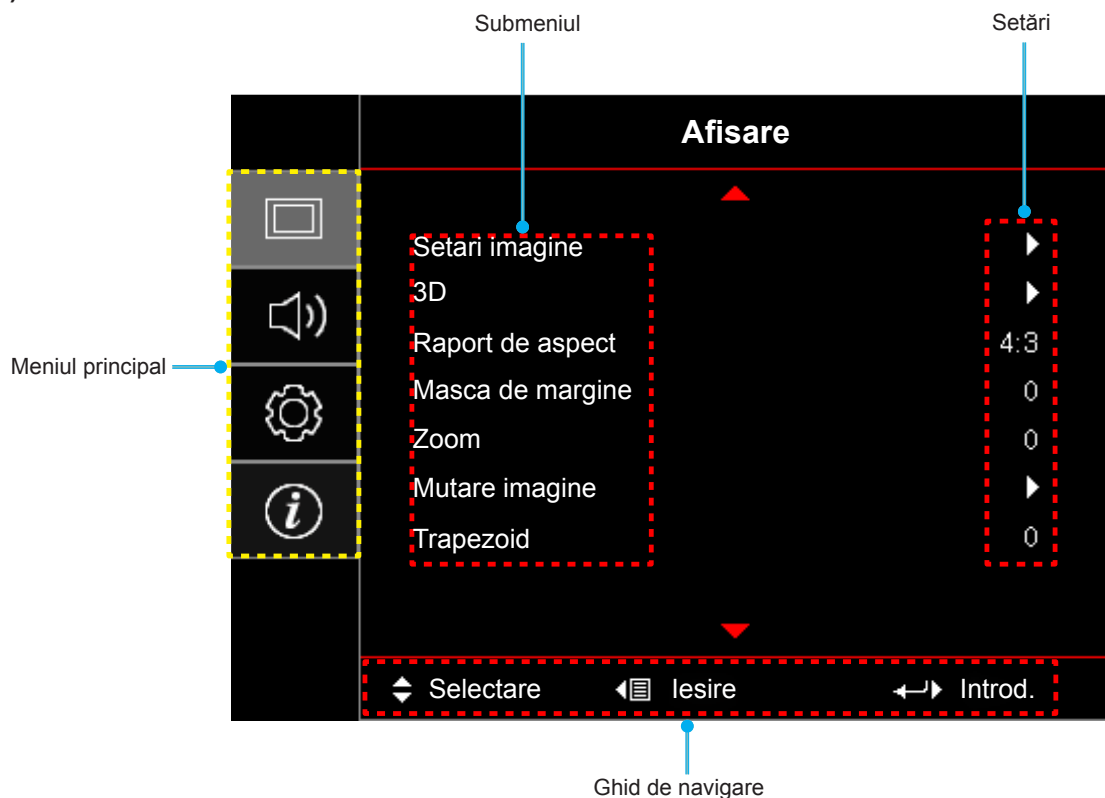 Submeniul Setări
Afisare
Setari imagine
3D
Raport de aspect 4:3
Meniul principal
Masca de margine 0
Zoom 0
Mutare imagine
Trapezoid 0
Selectare Iesire Introd.
Ghid de navigare